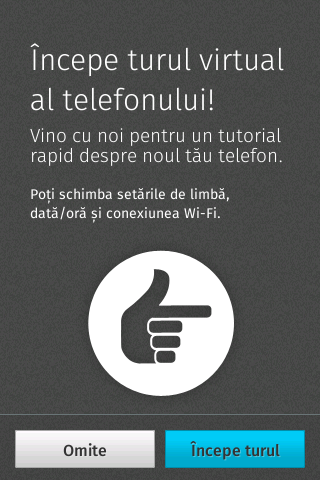 Începe turul virtual
al telefonului!
Vino cu noi pentru un tutorial
rapid despre noul tău telefon.
Poți schimba setările de limbă,
dată/oră și conexiunea Wi-Fi.
Omite
Începe turul